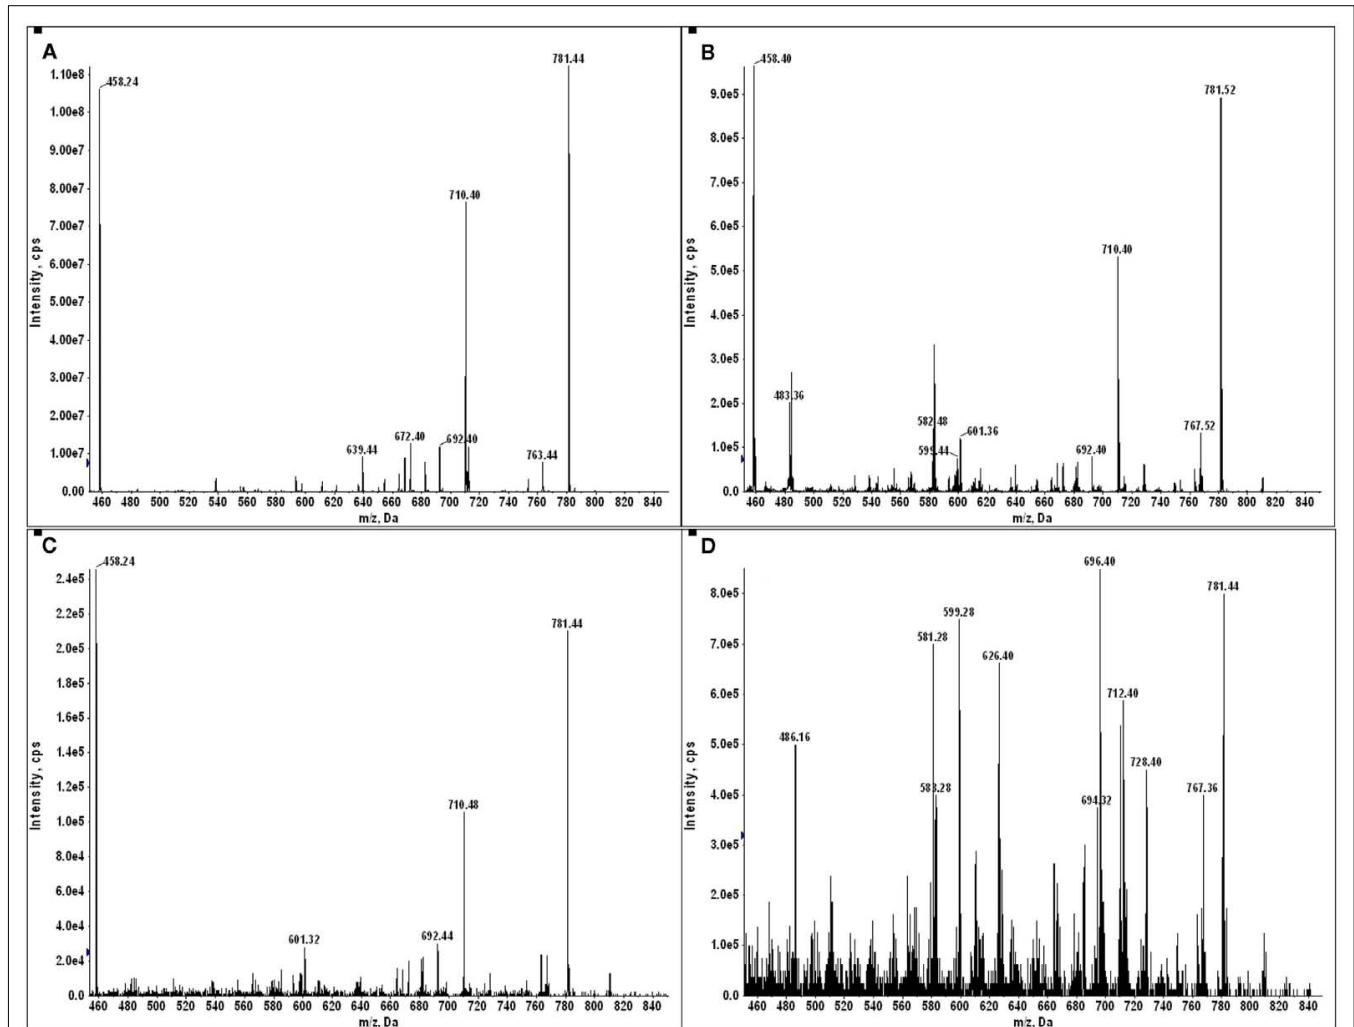 A
Intensity, cps
1.10e8
1.00e8
9.00e7
8.00e7
7.00e7
6.00e7
5.00e7
4.00e7
3.00e7
2.00e7
1.00e7
0.00
458.24
639.44
672.40
692.40
710.40
763.44
781.44
460 480 500 520 540 560 580 600 620 640 660 680 700 720 740 760 780 800 820 840
m/z, Da
B
Intensity, cps
9.0e5
8.0e5
7.0e5
6.0e5
5.0e5
4.0e5
3.0e5
2.0e5
1.0e5
0.0
458.40
483.36
582.48
599.44
601.36
692.40
710.40
767.52
781.52
460 480 500 520 540 560 580 600 620 640 660 680 700 720 740 760 780 800 820 840
m/z, Da
C
Intensity, cps
2.4e5
2.2e5
2.0e5
1.8e5
1.6e5
1.4e5
1.2e5
1.0e5
8.0e4
6.0e4
4.0e4
2.0e4
0.0
458.24
601.32
692.44
710.48
781.44
460 480 500 520 540 560 580 600 620 640 660 680 700 720 740 760 780 800 820 840
m/z, Da
D
Intensity, cps
8.0e5
7.0e5
6.0e5
5.0e5
4.0e5
3.0e5
2.0e5
1.0e5
0.0
486.16
581.28
583.28
599.28
626.40
694.32
696.40
712.40
728.40
767.36
781.44
460 480 500 520 540 560 580 600 620 640 660 680 700 720 740 760 780 800 820 840
m/z, Da